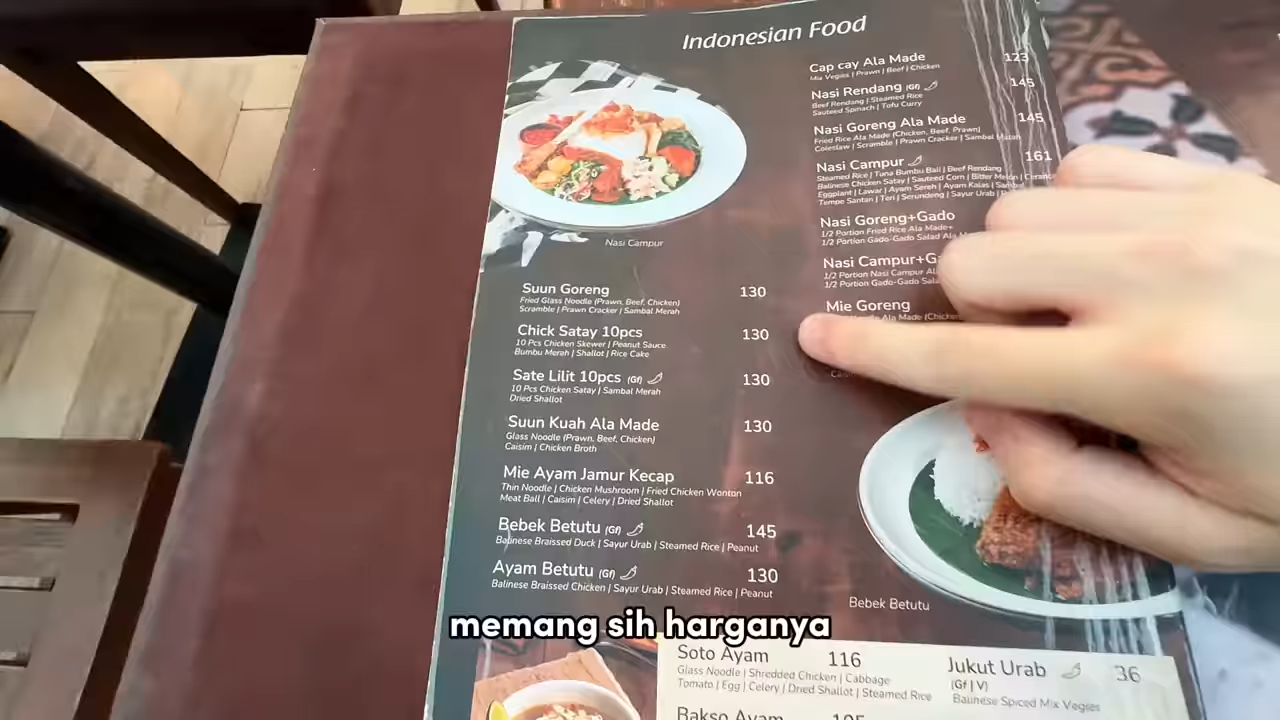 Indonesian Food
Nasi Campur
Suun Goreng 130
Fried Glass Noodle (Prawn, Beef, Chicken)
Scramble | Prawn Cracker | Sambal Merah
Chick Satay 10pcs 130
10 Pcs Chicken Skewer | Peanut Sauce
Bumbu Merah | Shallot | Rice Cake
Sate Lilit 10pcs (Gf) 130
10 Pcs Chicken Satay | Sambal Merah
Dried Shallot
Suun Kuah Ala Made 130
Glass Noodle (Prawn, Beef, Chicken)
Caisim | Chicken Broth
Mie Ayam Jamur Kecap 116
Thin Noodle | Chicken Mushroom | Fried Chicken Wonton
Meat Ball | Caisim | Celery | Dried Shallot
Bebek Betutu (Gf) 145
Balinese Braissed Duck | Sayur Urab | Steamed Rice | Peanut
Ayam Betutu (Gf) 130
Balinese Braissed Chicken | Sayur Urab | Steamed Rice | Peanut
Cap cay Ala Made 123
Mix Vegies | Prawn | Beef | Chicken
Nasi Rendang (Gf) 145
Beef Rendang | Steamed Rice
Sauteed Spinach | Tofu Curry
Nasi Goreng Ala Made 145
Fried Rice Ala Made (Chicken, Beef, Prawn)
Coleslaw | Scramble | Prawn Cracker | Sambal Matah
Nasi Campur 161
Steamed Rice | Tuna Bumbu Bali | Beef Rendang
Balinese Chicken Satay | Sauteed Corn | Bitter Melon
Eggplant | Lawar | Ayam Sereh | Ayam Kalas | Sambal
Tempe Santan | Teri | Serundeng | Sayur Urab |
Nasi Goreng+Gado
1/2 Portion Fried Rice Ala Made+
1/2 Portion Gado-Gado Salad Ala
Nasi Campur+G
1/2 Portion Nasi Campur Al
1/2 Portion Gado-Gado Sala
Mie Goreng
Ala Made (Chicken
Bebek Betutu
memang sih harganya
Soto Ayam 116
Glass Noodle | Shredded Chicken | Cabbage
Tomato | Egg | Celery | Dried Shallot | Steamed Rice
Jukut Urab 36
(Gf | V)
Balinese Spiced Mix Vegies
Bakso Ayam